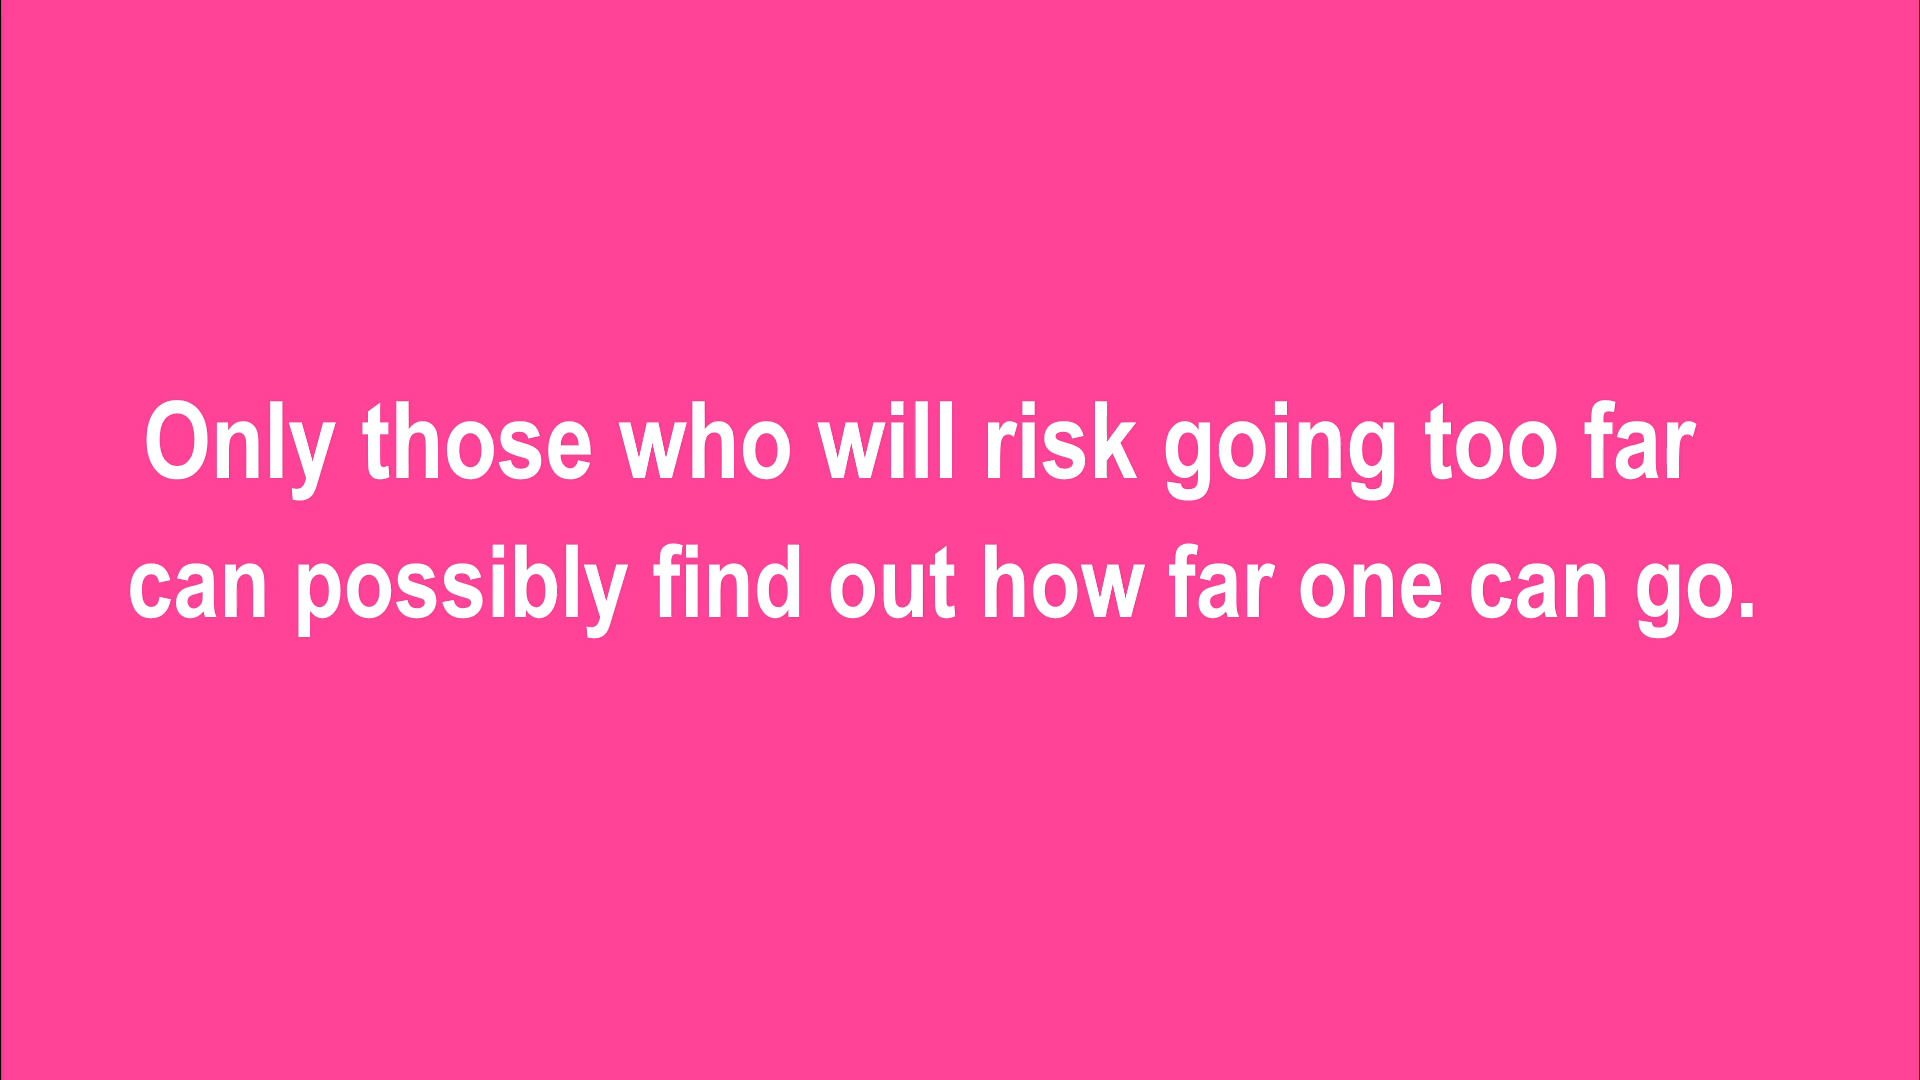 Only those who will risk going too far
can possibly find out how far one can go.